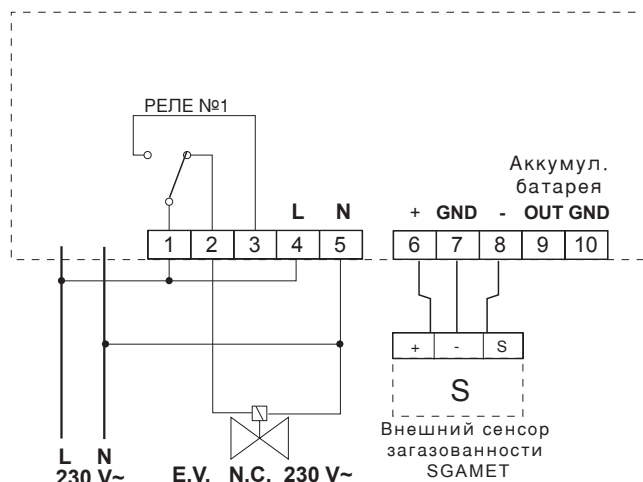 РЕЛЕ №1
Аккумул.
батарея
L N + GND - OUT GND
1 2 3 4 5 6 7 8 9 10
+ - S
S
Внешний сенсор
загазованности
SGAMET
L N
230 V~ E.V. N.C. 230 V~